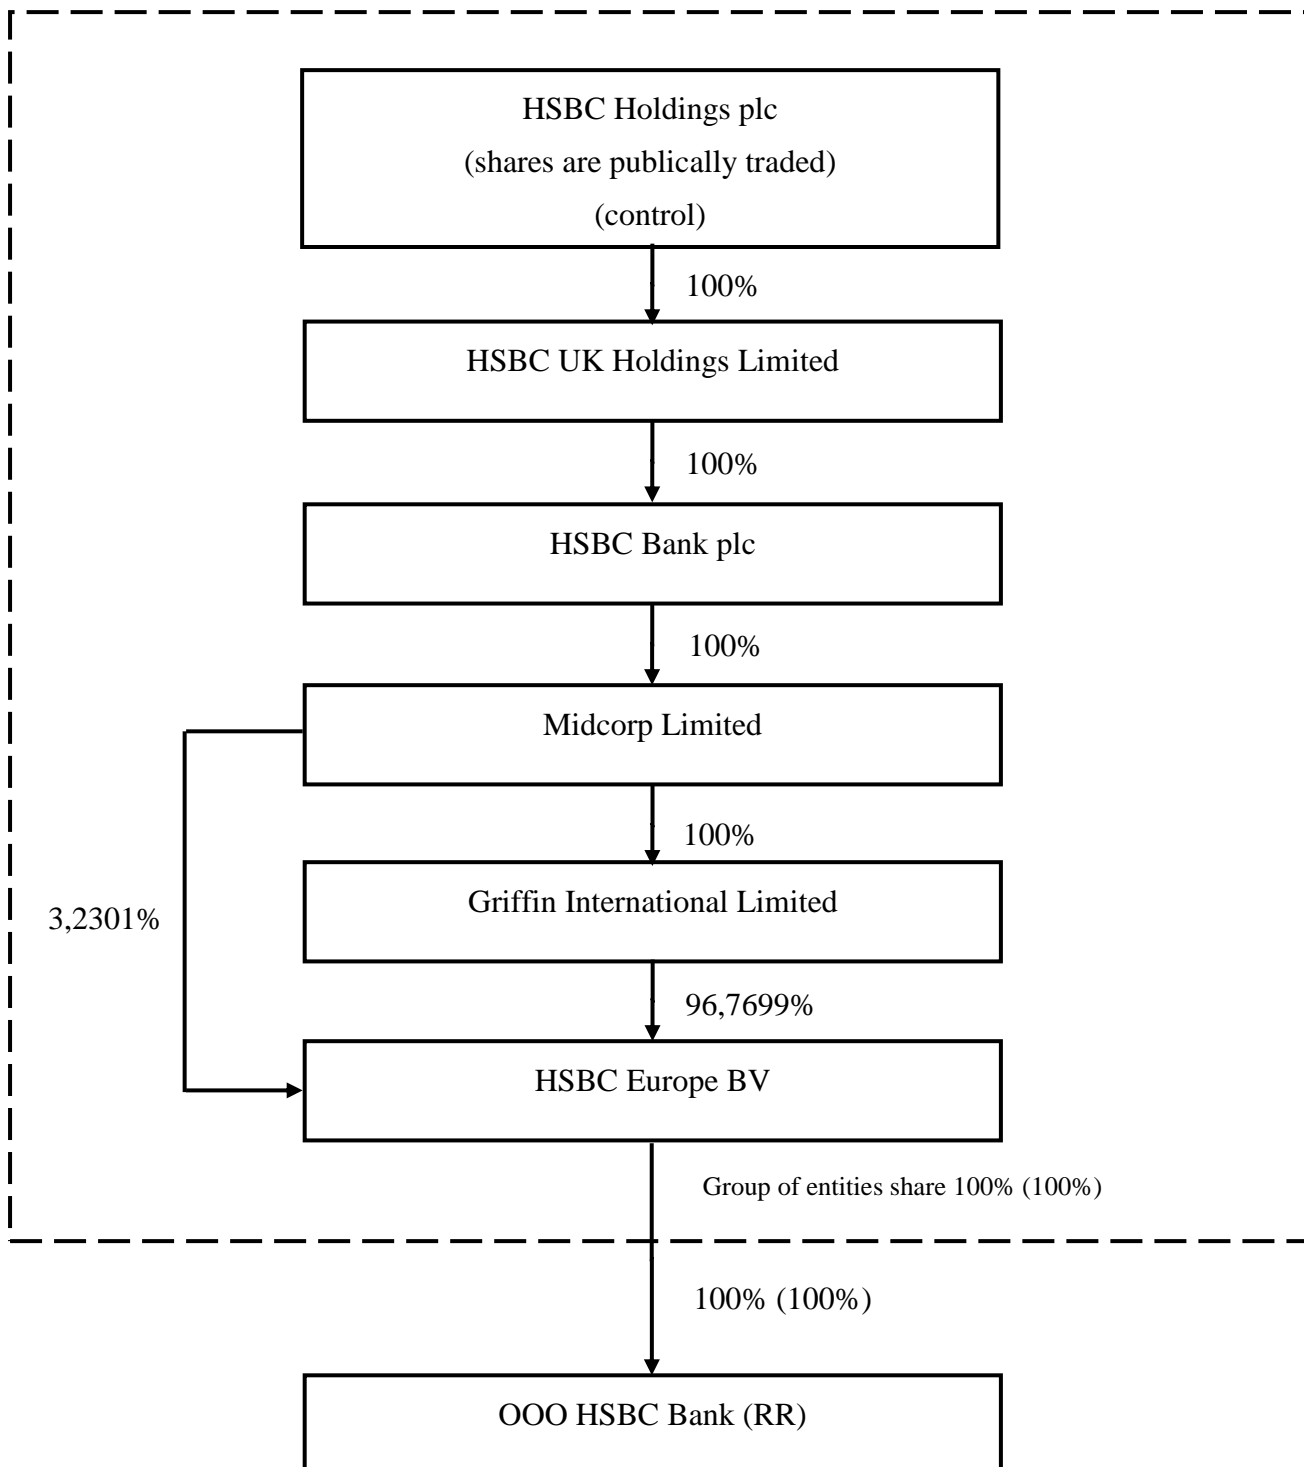 HSBC Holdings plc
(shares are publically traded)
(control)
100%
HSBC UK Holdings Limited
100%
HSBC Bank plc
100%
Midcorp Limited
100%
Griffin International Limited
3,2301%
96,7699%
HSBC Europe BV
Group of entities share 100% (100%)
100% (100%)
OOO HSBC Bank (RR)